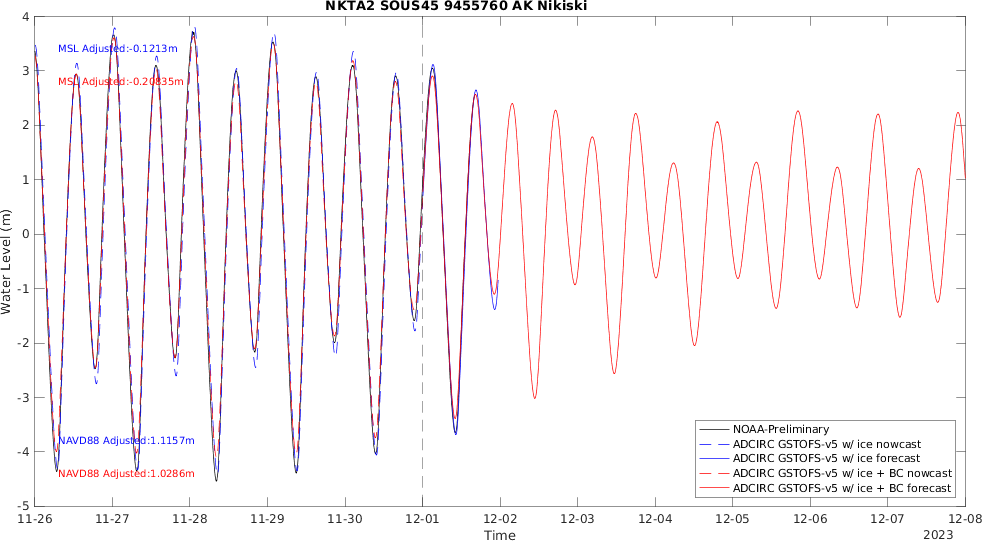 NKTA2 SOUS45 9455760 AK Nikiski
4
3
2
1
0
-1
-2
-3
-4
-5
Water Level (m)
MSL Adjusted:-0.1213m
MSL Adjusted:-0.20835m
NAVD88 Adjusted:1.1157m
NAVD88 Adjusted:1.0286m
NOAA-Preliminary
ADCIRC GSTOFS-v5 w/ ice nowcast
ADCIRC GSTOFS-v5 w/ ice forecast
ADCIRC GSTOFS-v5 w/ ice + BC nowcast
ADCIRC GSTOFS-v5 w/ ice + BC forecast
11-26 11-27 11-28 11-29 11-30 12-01 12-02 12-03 12-04 12-05 12-06 12-07 12-08
Time
2023